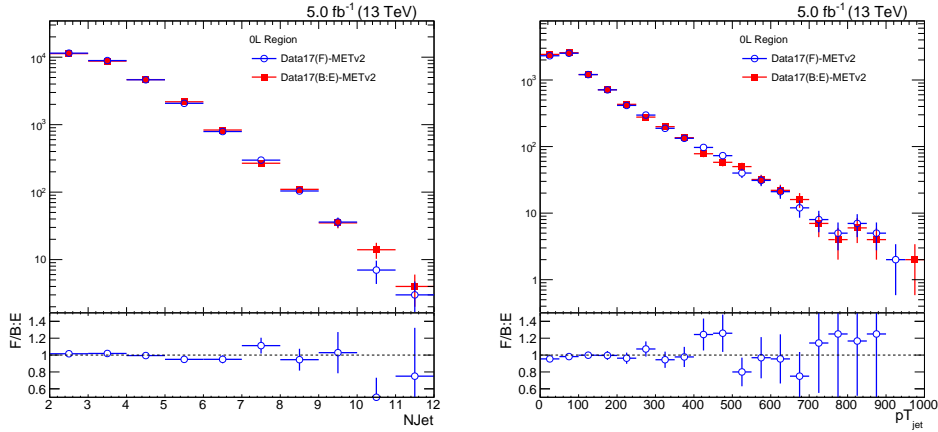 5.0 fb⁻¹ (13 TeV)
0L Region
Data17(F)-METv2
Data17(B:E)-METv2
10⁴
10³
10²
10
F/B:E
1.4
1.2
1
0.8
0.6
2 3 4 5 6 7 8 9 10 11 12
NJet
5.0 fb⁻¹ (13 TeV)
0L Region
Data17(F)-METv2
Data17(B:E)-METv2
10³
10²
10
1
F/B:E
1.4
1.2
1
0.8
0.6
0 100 200 300 400 500 600 700 800 900 1000
pT_jet